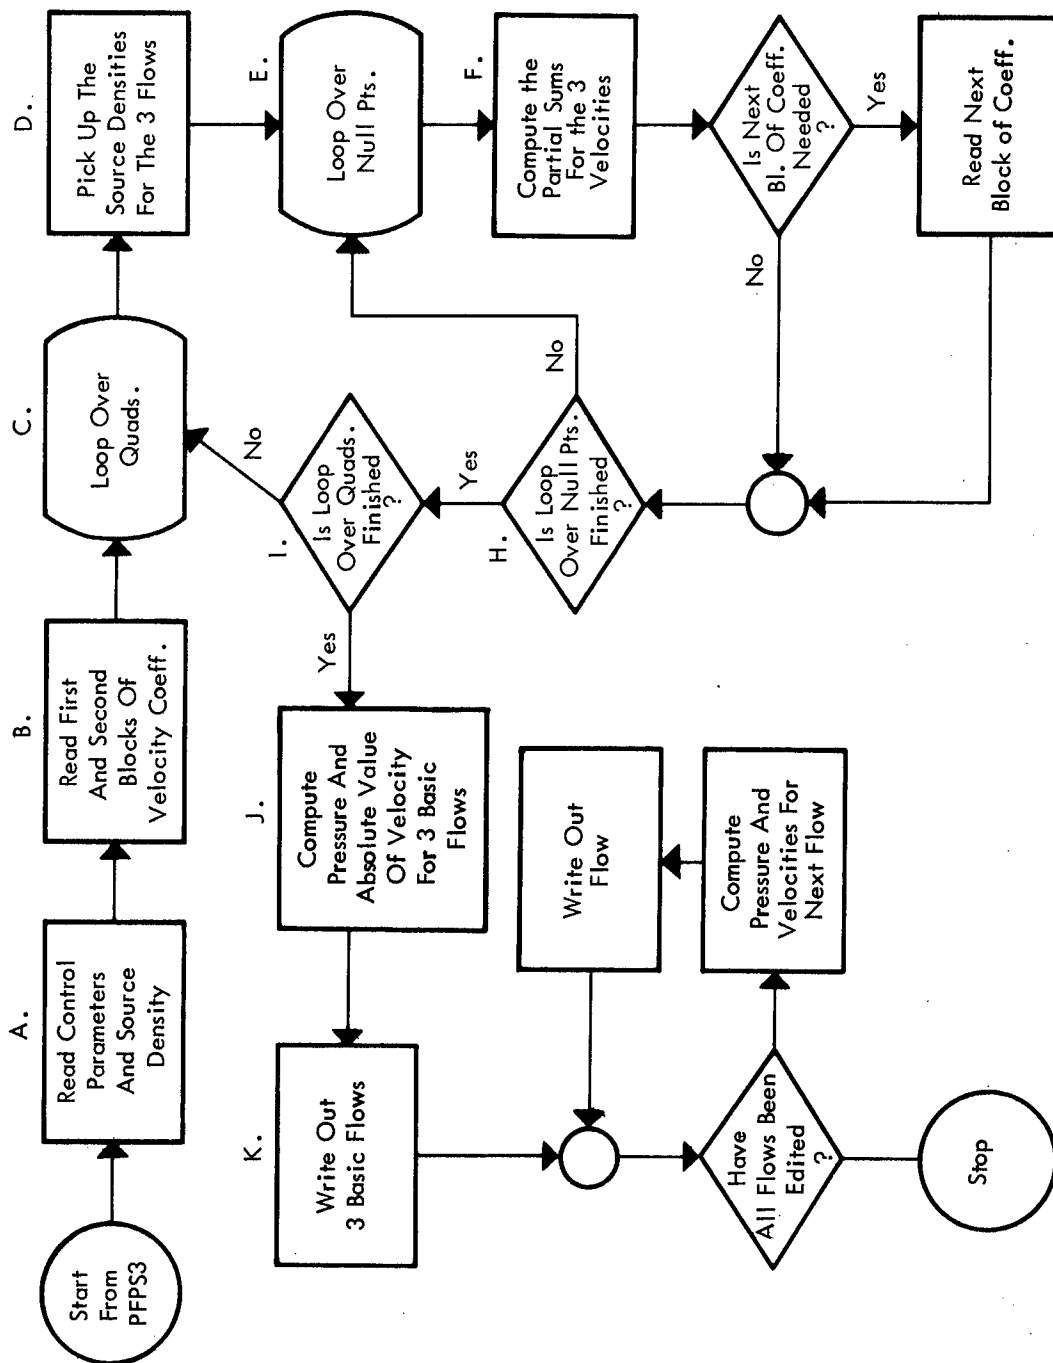 Start
From
PFPS3
A.
Read Control
Parameters
And Source
Density
B.
Read First
And Second
Blocks Of
Velocity Coeff.
C.
Loop Over
Quads.
D.
Pick Up The
Source Densities
For The 3 Flows
E.
Loop Over
Null Pts.
F.
Compute the
Partial Sums
For the 3
Velocities
Is Next
Bl. Of Coeff.
Needed
?
Yes
No
Read Next
Block of Coeff.
H.
Is Loop
Over Null Pts.
Finished
?
No
Yes
I.
Is Loop
Over Quads.
Finished
?
No
Yes
J.
Compute
Pressure And
Absolute Value
Of Velocity
For 3 Basic
Flows
K.
Write Out
3 Basic Flows
Have
All Flows Been
Edited
?
Compute
Pressure And
Velocities For
Next Flow
Write Out
Flow
Stop